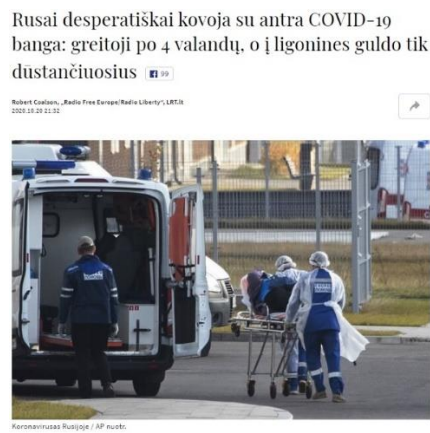 Rusai desperatiškai kovoja su antra COVID-19
banga: greitoji po 4 valandų, o į ligonines guldo tik
dūstančiuosius
99
Robert Coalson, „Radio Free Europe/Radio Liberty“, LRT.lt
2020.10.20 21:32
Koronavirusas Rusijoje / AP nuotr.